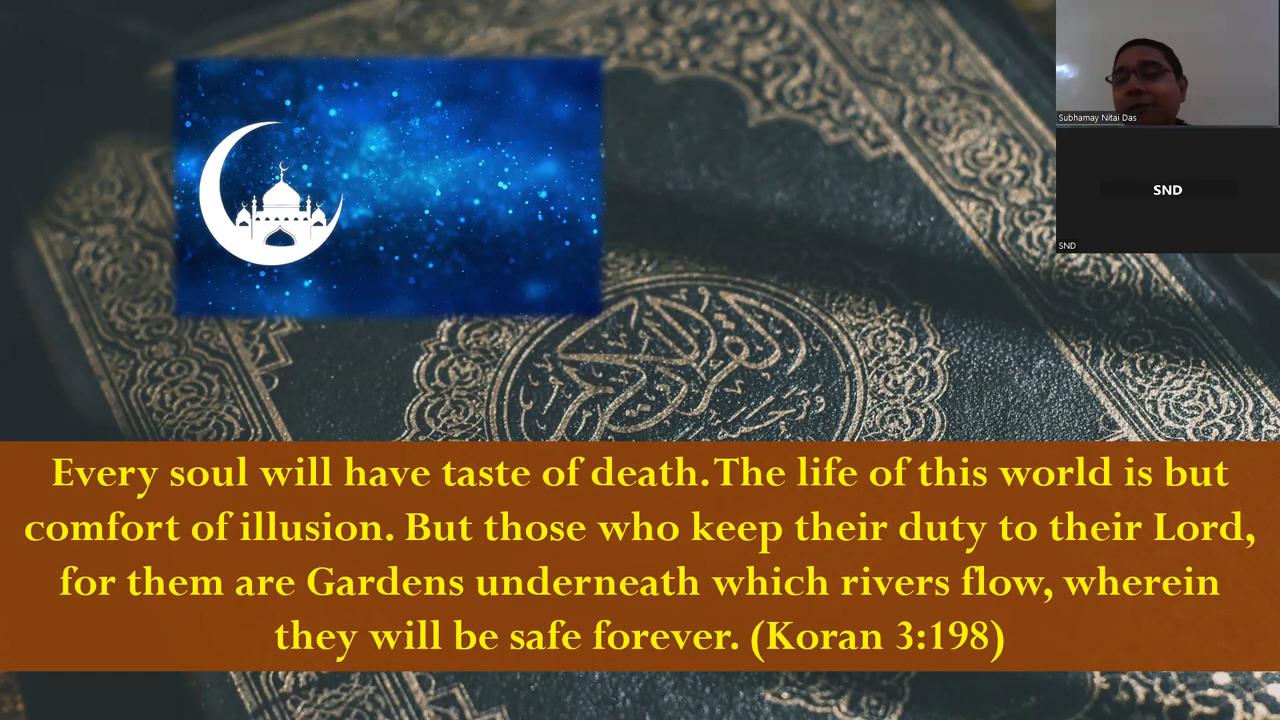 Subhamay Nitai Das
SND
SND
Every soul will have taste of death. The life of this world is but
comfort of illusion. But those who keep their duty to their Lord,
for them are Gardens underneath which rivers flow, wherein
they will be safe forever. (Koran 3:198)